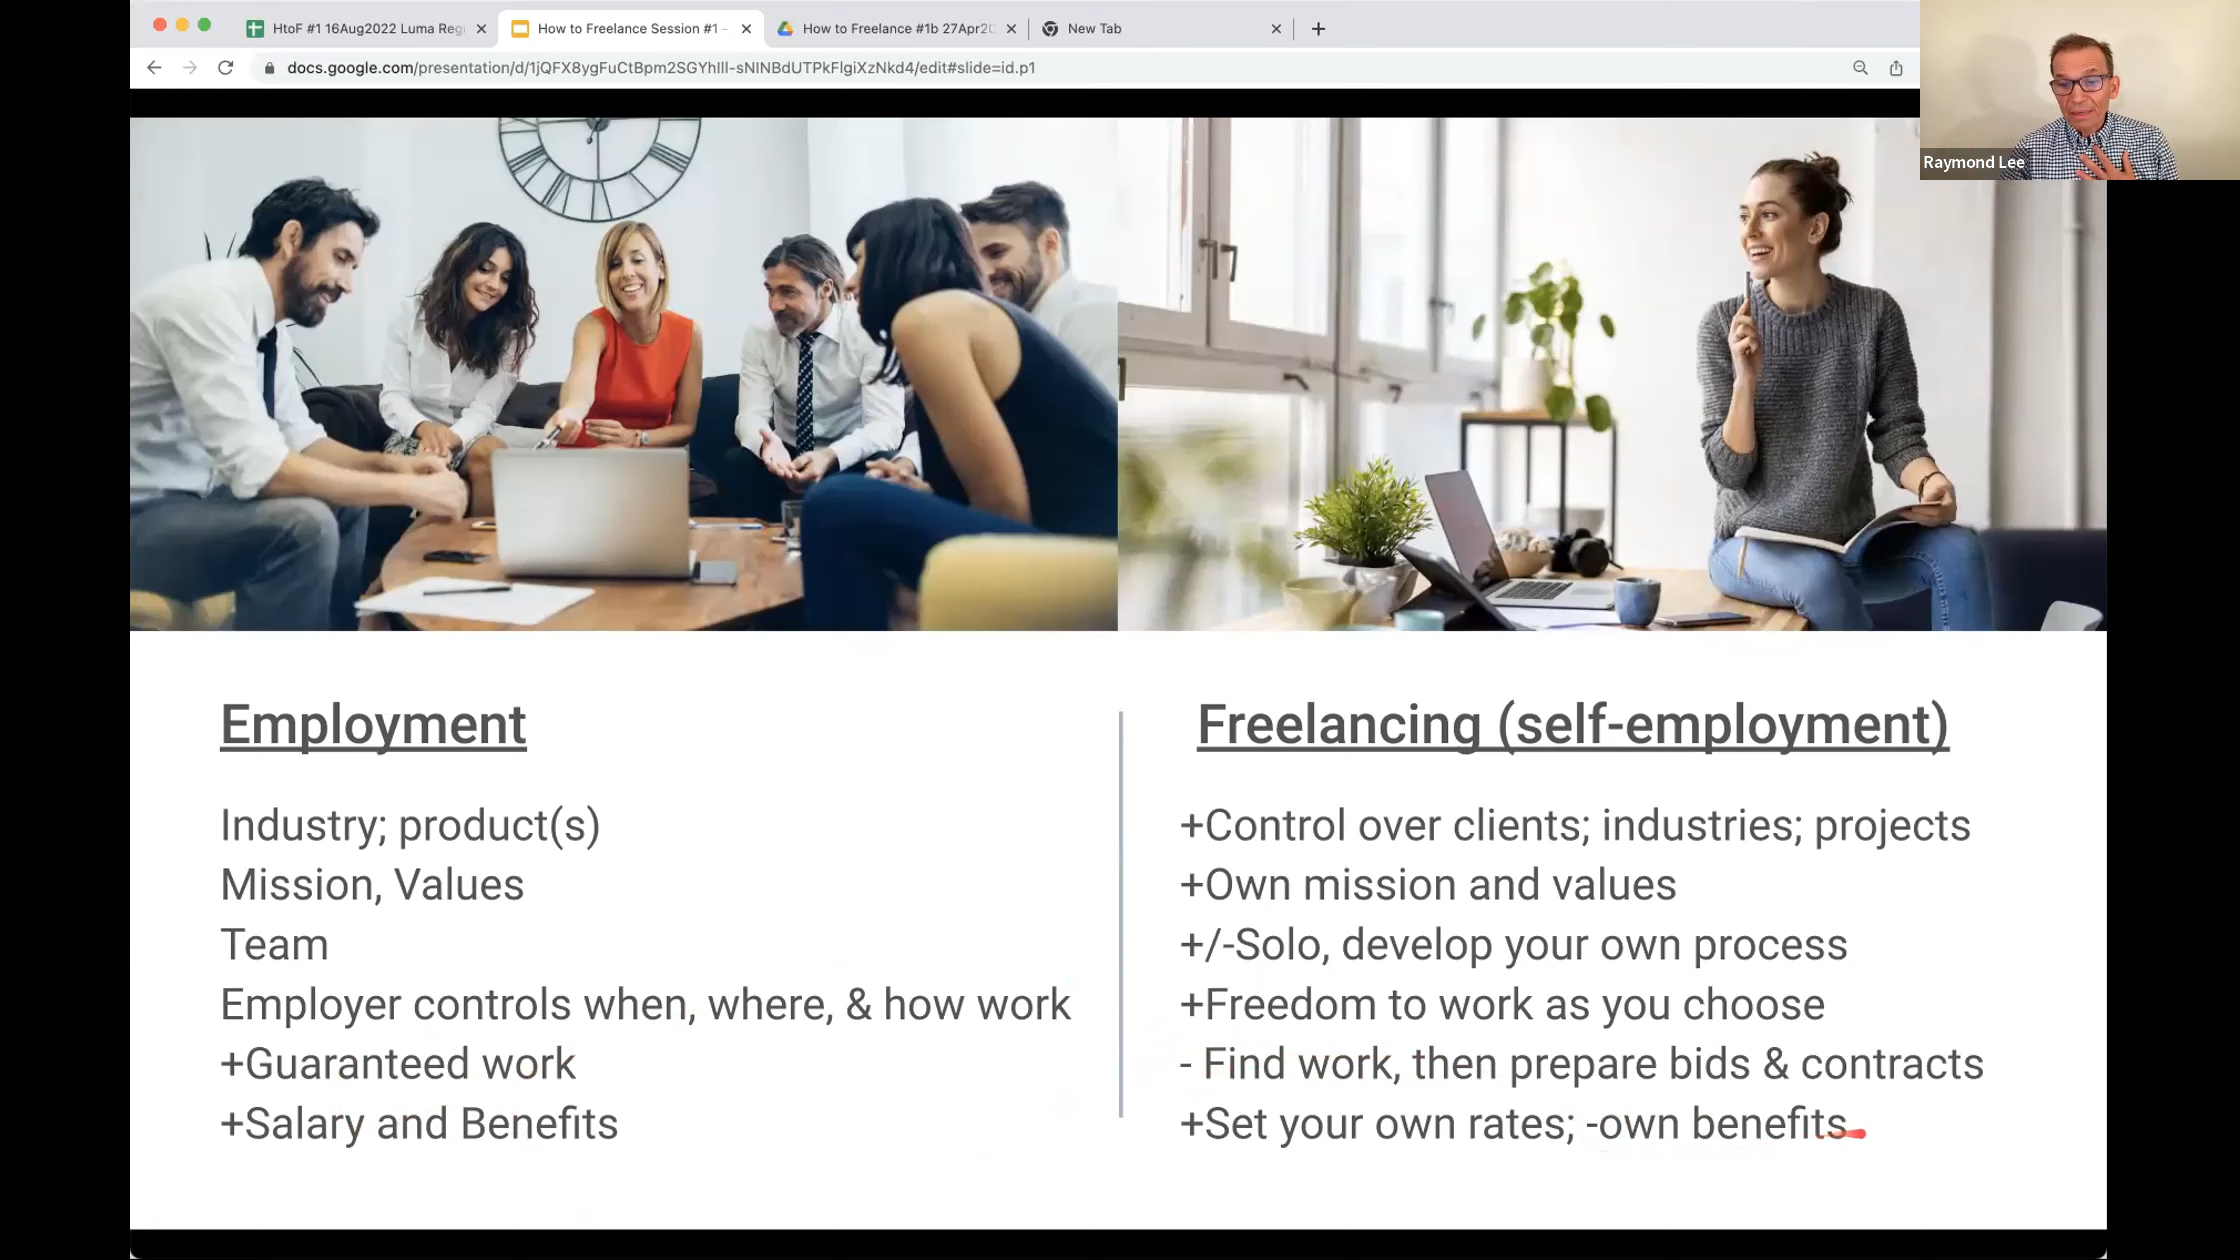 HtoF #1 16Aug2022 Luma Reg
How to Freelance Session #1 -
How to Freelance #1b 27Apr20
New Tab
docs.google.com/presentation/d/1jQFX8ygFuCtBpm2SGYhIll-sNlNBdUTPkFlgiXzNkd4/edit#slide=id.p1
Raymond Lee
Employment
Industry; product(s)
Mission, Values
Team
Employer controls when, where, & how work
+Guaranteed work
+Salary and Benefits
Freelancing (self-employment)
+Control over clients; industries; projects
+Own mission and values
+/-Solo, develop your own process
+Freedom to work as you choose
- Find work, then prepare bids & contracts
+Set your own rates; -own benefits